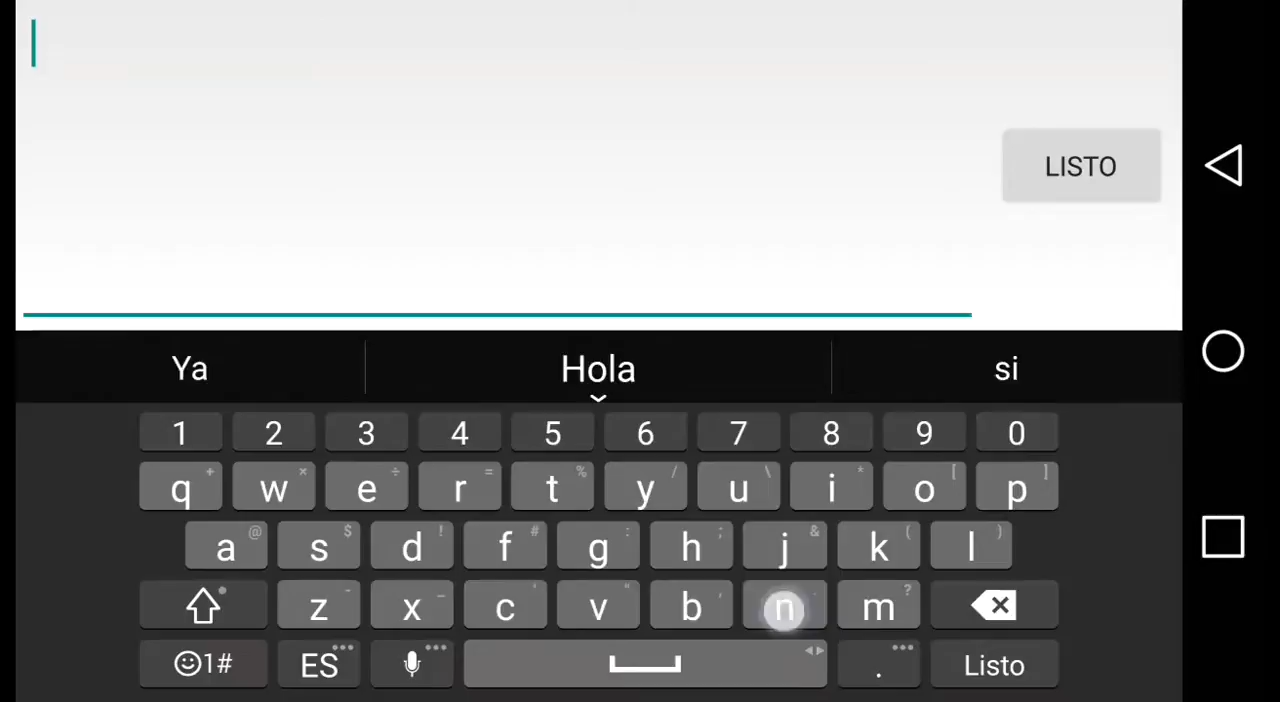 LISTO
Ya Hola si
1 2 3 4 5 6 7 8 9 0
q + w × e ÷ r = t % y / u \ i * o [ p ]
a @ s $ d ! f # g : h ; j & k ( l )
z - x _ c ' v " b , n m ?
1# ES ... ... . ... Listo